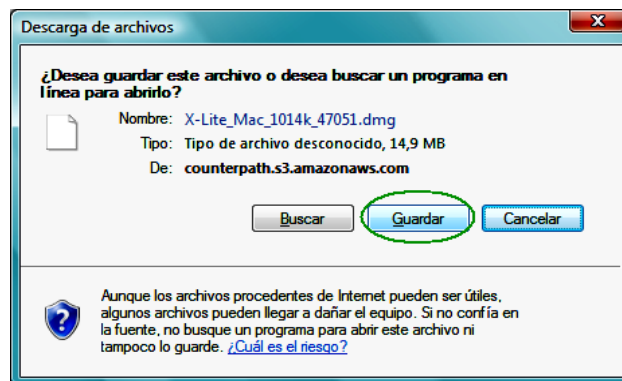 Descarga de archivos
¿Desea guardar este archivo o desea buscar un programa en
línea para abrirlo?
Nombre: X-Lite_Mac_1014k_47051.dmg
Tipo: Tipo de archivo desconocido, 14,9 MB
De: counterpath.s3.amazonaws.com
Buscar Guardar Cancelar
Aunque los archivos procedentes de Internet pueden ser útiles,
algunos archivos pueden llegar a dañar el equipo. Si no confía en
la fuente, no busque un programa para abrir este archivo ni
tampoco lo guarde. ¿Cuál es el riesgo?